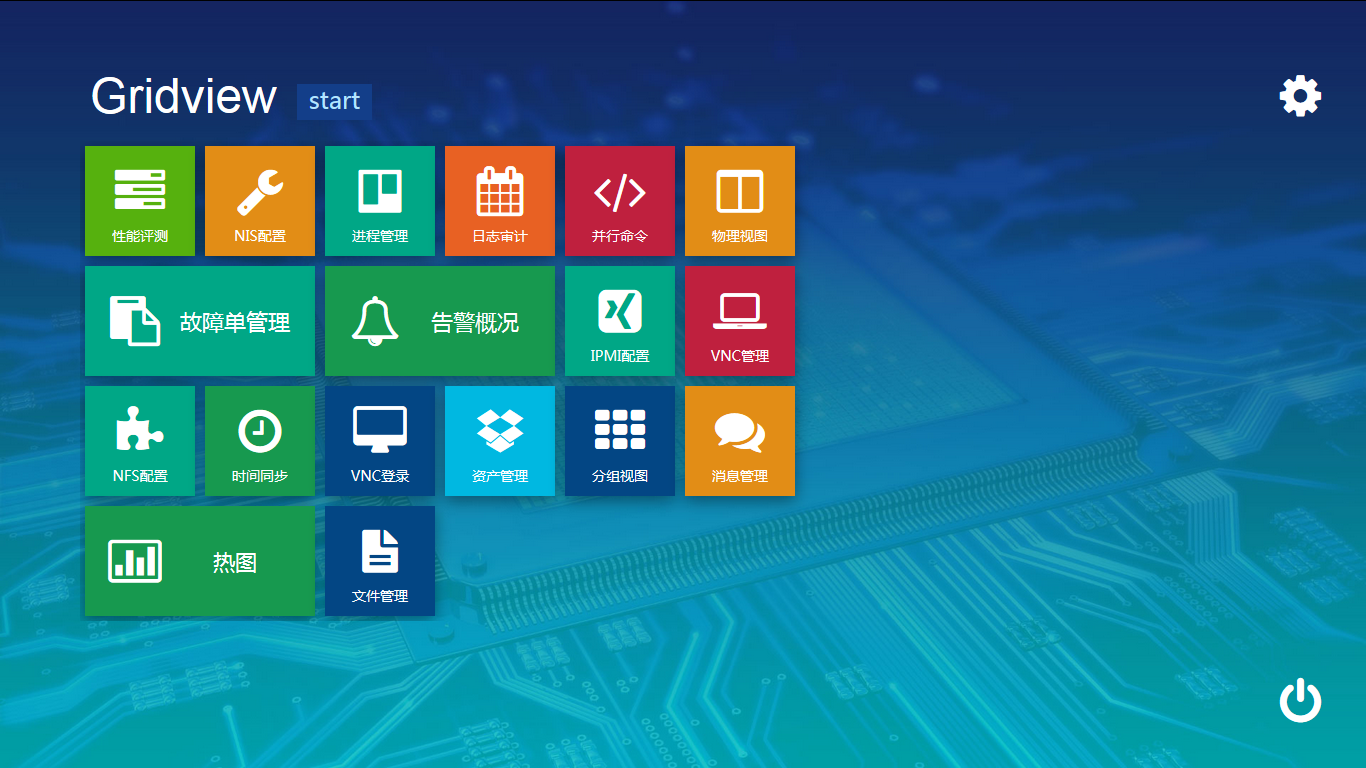 Gridview start
性能评测
NIS配置
进程管理
日志审计
并行命令
物理视图
故障单管理
告警概况
IPMI配置
VNC管理
NFS配置
时间同步
VNC登录
资产管理
分组视图
消息管理
热图
文件管理